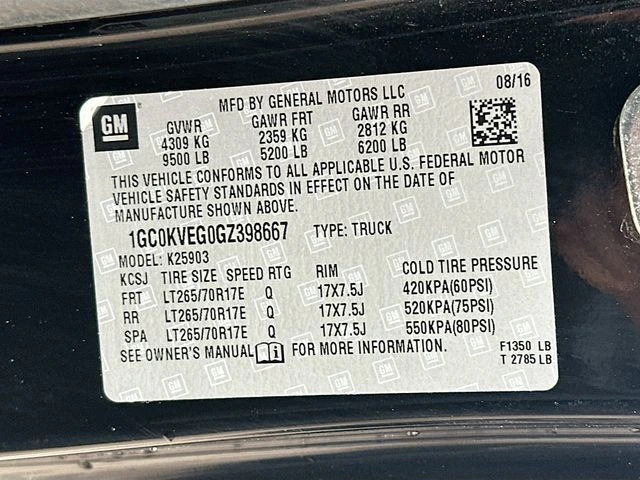 MFD BY GENERAL MOTORS LLC 08/16
GM
GVWR GAWR FRT GAWR RR
4309 KG 2359 KG 2812 KG
9500 LB 5200 LB 6200 LB
THIS VEHICLE CONFORMS TO ALL APPLICABLE U.S. FEDERAL MOTOR
VEHICLE SAFETY STANDARDS IN EFFECT ON THE DATE OF
MANUFACTURE SHOWN ABOVE.
1GC0KVEG0GZ398667 TYPE: TRUCK
MODEL: K25903
KCSJ TIRE SIZE SPEED RTG RIM COLD TIRE PRESSURE
FRT LT265/70R17E Q 17X7.5J 420KPA(60PSI)
RR LT265/70R17E Q 17X7.5J 520KPA(75PSI)
SPA LT265/70R17E Q 17X7.5J 550KPA(80PSI)
SEE OWNER'S MANUAL FOR MORE INFORMATION.
F1350 LB
T 2785 LB